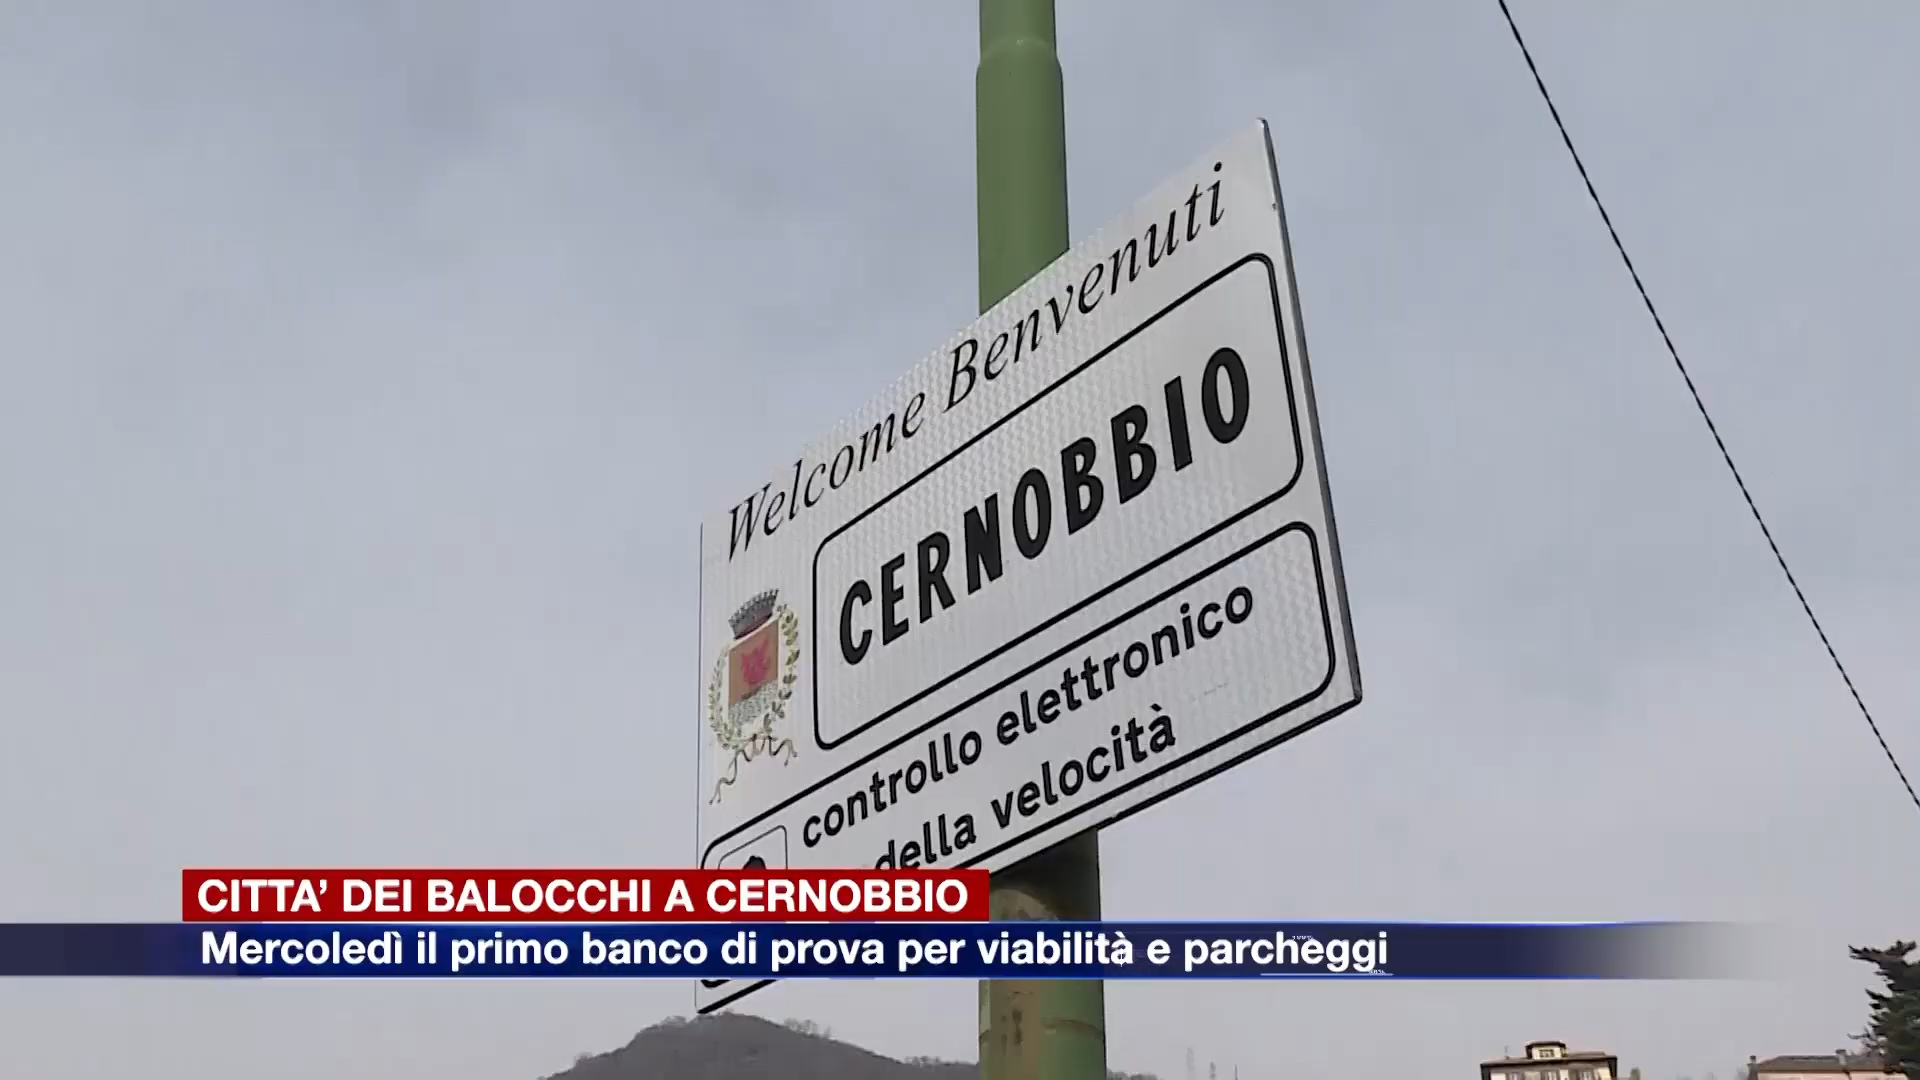 Welcome Benvenuti
CERNOBBIO
controllo elettronico
della velocità
CITTA’ DEI BALOCCHI A CERNOBBIO
Mercoledì il primo banco di prova per viabilità e parcheggi